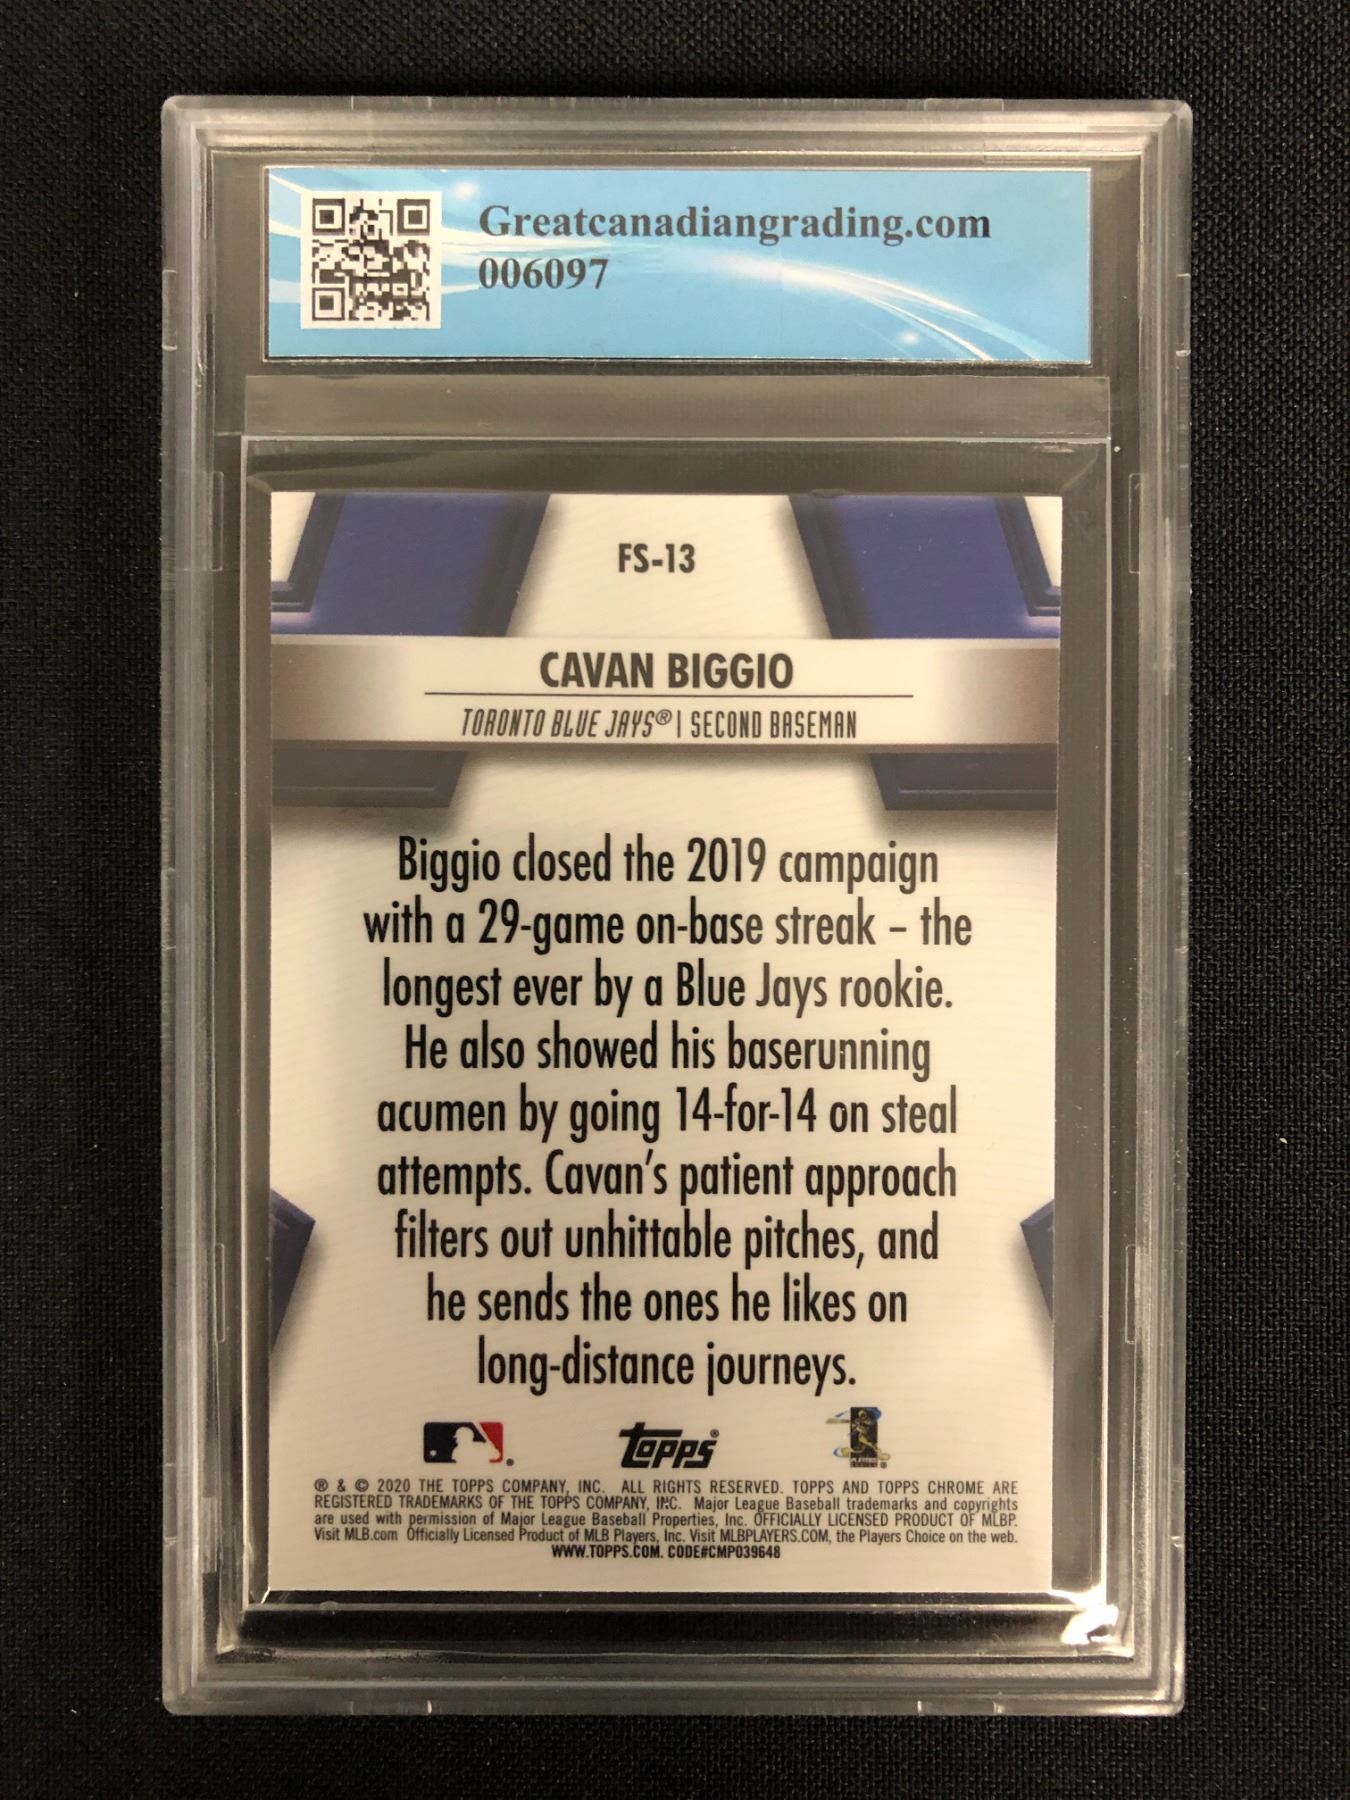 Greatcanadiangrading.com
006097
FS-13
CAVAN BIGGIO
TORONTO BLUE JAYS® | SECOND BASEMAN
Biggio closed the 2019 campaign
with a 29-game on-base streak – the
longest ever by a Blue Jays rookie.
He also showed his baserunning
acumen by going 14-for-14 on steal
attempts. Cavan's patient approach
filters out unhittable pitches, and
he sends the ones he likes on
long-distance journeys.
topps®
® & © 2020 THE TOPPS COMPANY, INC. ALL RIGHTS RESERVED. TOPPS AND TOPPS CHROME ARE
REGISTERED TRADEMARKS OF THE TOPPS COMPANY, INC. Major League Baseball trademarks and copyrights
are used with permission of Major League Baseball Properties, Inc. OFFICIALLY LICENSED PRODUCT OF MLBP.
Visit MLB.com Officially Licensed Product of MLB Players, Inc. Visit MLBPLAYERS.COM, the Players Choice on the web.
WWW.TOPPS.COM. CODE#CMP039648